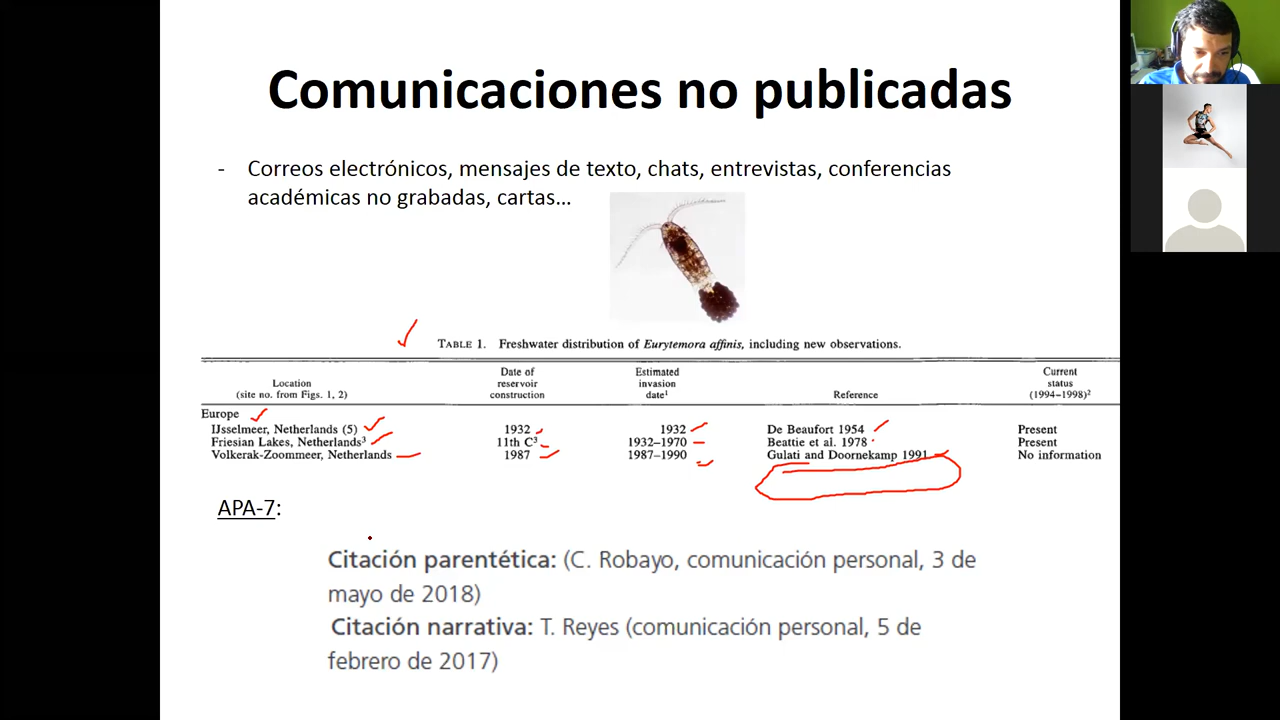 Comunicaciones no publicadas
- Correos electrónicos, mensajes de texto, chats, entrevistas, conferencias
académicas no grabadas, cartas...
TABLE 1. Freshwater distribution of Eurytemora affinis, including new observations.
Location
(site no. from Figs. 1, 2)
Date of
reservoir
construction
Estimated
invasion
date¹
Reference
Current
status
(1994–1998)²
Europe
IJsselmeer, Netherlands (5) 1932 1932 De Beaufort 1954 Present
Friesian Lakes, Netherlands³ 11th C³ 1932–1970 Beattie et al. 1978 Present
Volkerak-Zoommeer, Netherlands 1987 1987–1990 Gulati and Doornekamp 1991 No information
APA-7:
Citación parentética: (C. Robayo, comunicación personal, 3 de
mayo de 2018)
Citación narrativa: T. Reyes (comunicación personal, 5 de
febrero de 2017)